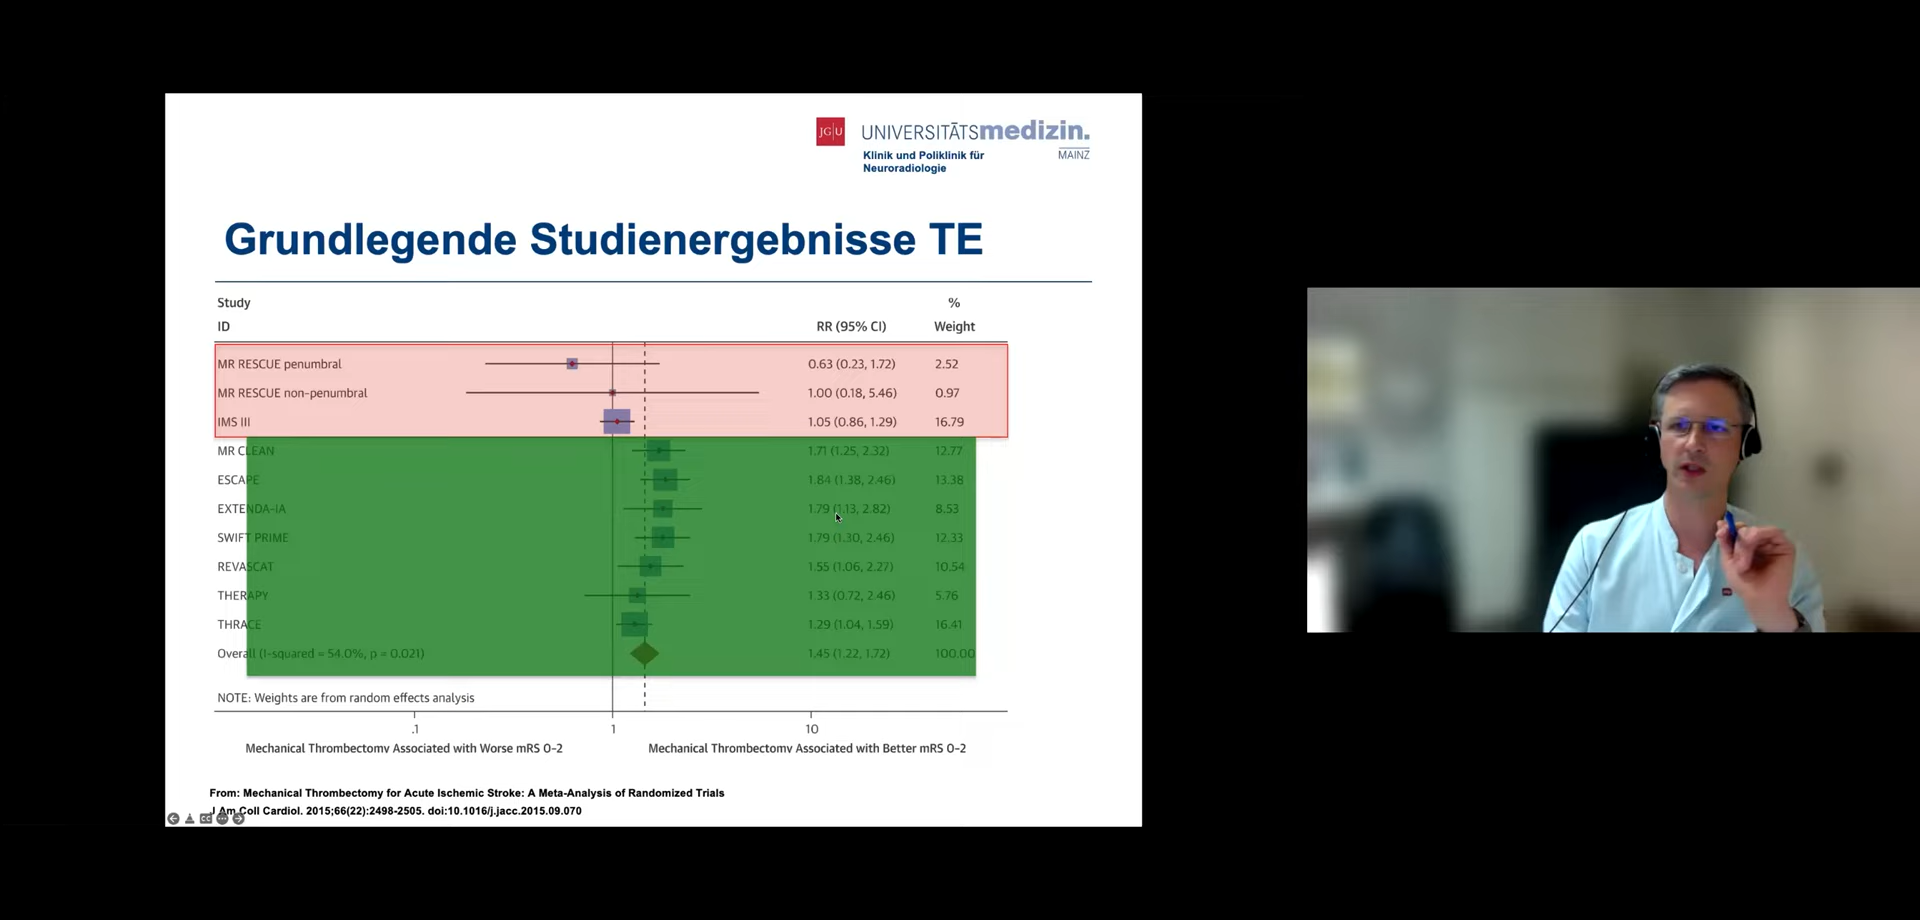 JG|U UNIVERSITĀTSmedizin.
Klinik und Poliklinik für MAINZ
Neuroradiologie
Grundlegende Studienergebnisse TE
Study %
ID RR (95% CI) Weight
MR RESCUE penumbral 0.63 (0.23, 1.72) 2.52
MR RESCUE non-penumbral 1.00 (0.18, 5.46) 0.97
IMS III 1.05 (0.86, 1.29) 16.79
MR CLEAN 1.71 (1.25, 2.32) 12.77
ESCAPE 1.84 (1.38, 2.46) 13.38
EXTENDA-IA 1.79 (1.13, 2.82) 8.53
SWIFT PRIME 1.79 (1.30, 2.46) 12.33
REVASCAT 1.55 (1.06, 2.27) 10.54
THERAPY 1.33 (0.72, 2.46) 5.76
THRACE 1.29 (1.04, 1.59) 16.41
Overall (I-squared = 54.0%, p = 0.021) 1.45 (1.22, 1.72) 100.00
NOTE: Weights are from random effects analysis
.1 1 10
Mechanical Thrombectomy Associated with Worse mRS 0-2 Mechanical Thrombectomy Associated with Better mRS 0-2
From: Mechanical Thrombectomy for Acute Ischemic Stroke: A Meta-Analysis of Randomized Trials
J Am Coll Cardiol. 2015;66(22):2498-2505. doi:10.1016/j.jacc.2015.09.070